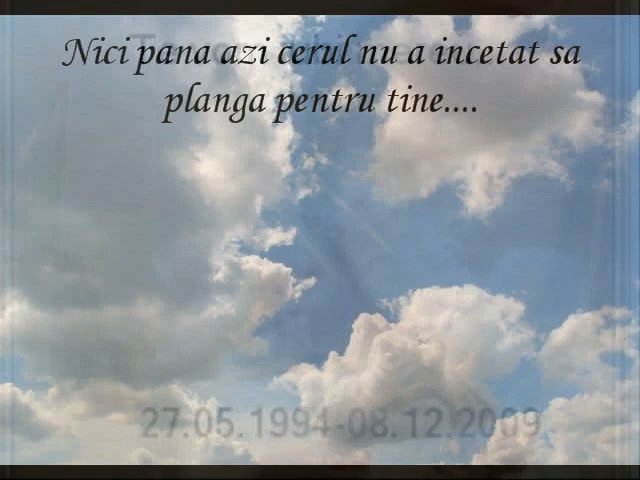 Nici pana azi cerul nu a incetat sa
planga pentru tine....
27.05.1994-08.12.2009